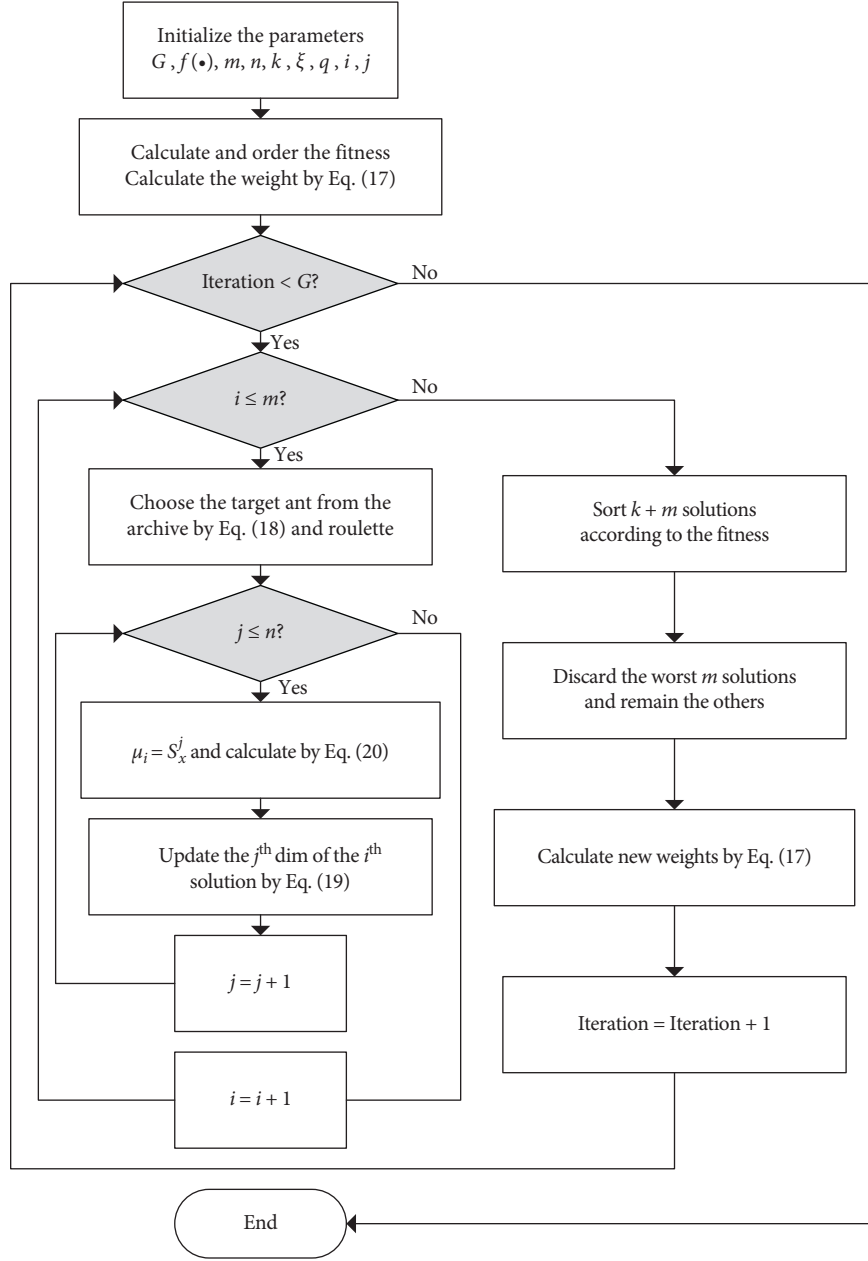 Initialize the parameters
G , f (•), m, n, k , ξ , q , i , j
Calculate and order the fitness
Calculate the weight by Eq. (17)
Iteration < G?
No
Yes
i ≤ m?
No
Yes
Choose the target ant from the
archive by Eq. (18) and roulette
j ≤ n?
No
Yes
μᵢ = Sₓʲ and calculate by Eq. (20)
Update the jᵗʰ dim of the iᵗʰ
solution by Eq. (19)
j = j + 1
i = i + 1
Sort k + m solutions
according to the fitness
Discard the worst m solutions
and remain the others
Calculate new weights by Eq. (17)
Iteration = Iteration + 1
End